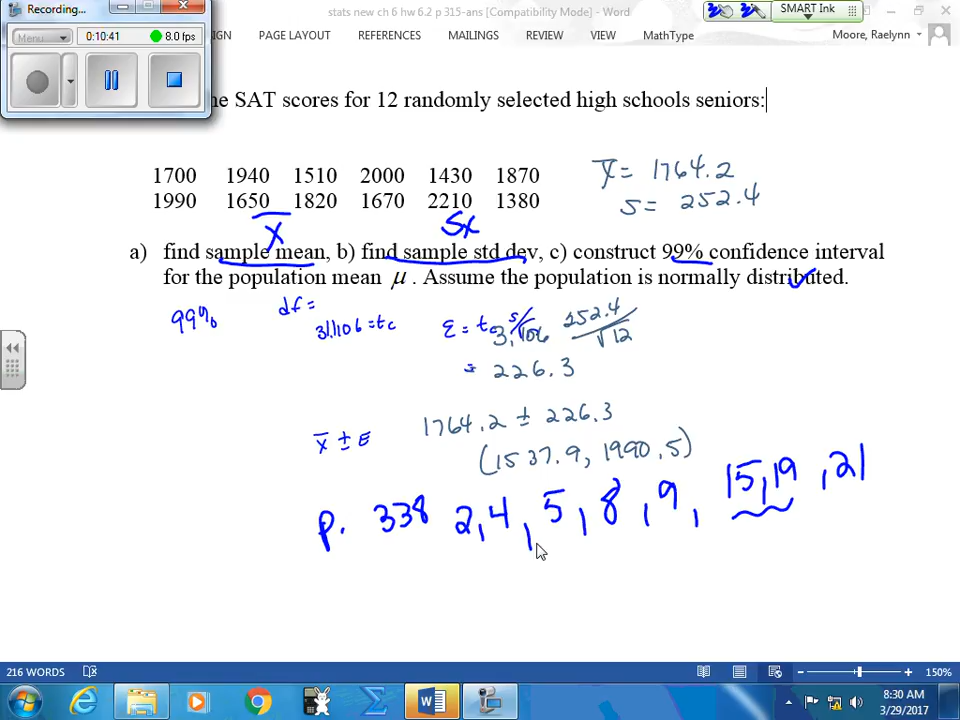 stats new ch 6 hw 6.2 p 315-ans [Compatibility Mode] - Word
SMART Ink
Recording...
Menu
0:10:41
8.0 fps
IGN
PAGE LAYOUT
REFERENCES
MAILINGS
REVIEW
VIEW
MathType
Moore, Raelynn
he SAT scores for 12 randomly selected high schools seniors:
1700 1940 1510 2000 1430 1870
1990 1650 1820 1670 2210 1380
x̅ = 1764.2
s = 252.4
x̅
Sx
a) find sample mean, b) find sample std dev, c) construct 99% confidence interval
for the population mean μ . Assume the population is normally distributed.
99%
df =
3.1106 = tc
E = tc s/√n
3.106 252.4/√12
= 226.3
x̅ ± E
1764.2 ± 226.3
(1537.9, 1990.5)
p. 338 2, 4, 5, 8, 9, 15, 19, 21
216 WORDS
150%
8:30 AM
3/29/2017